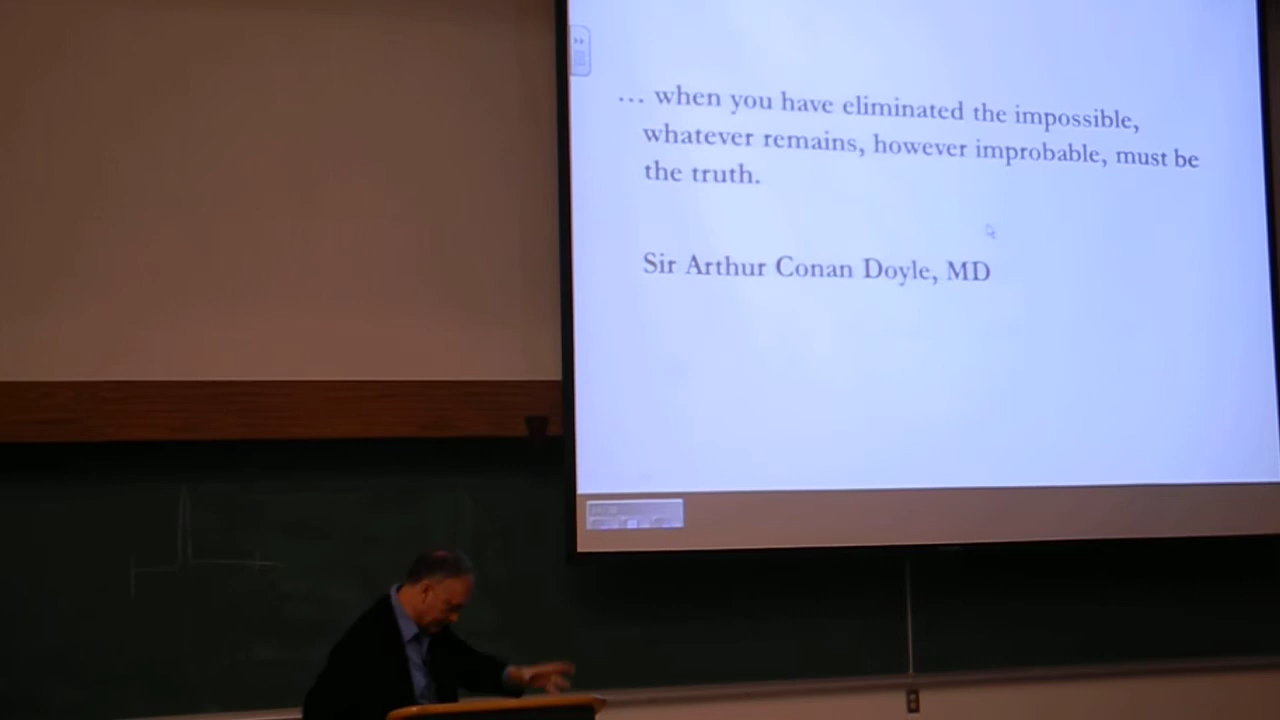 … when you have eliminated the impossible,
whatever remains, however improbable, must be
the truth.
Sir Arthur Conan Doyle, MD